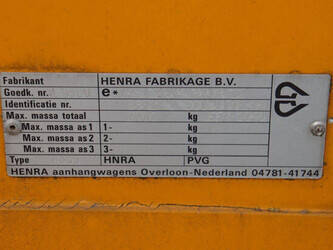 Fabrikant HENRA FABRIKAGE B.V.
Goedk. nr. e*
Identificatie nr.
Max. massa totaal kg
Max. massa as 1 1- kg
Max. massa as 2 2- kg
Max. massa as 3 3- kg
Type HNRA PVG
HENRA aanhangwagens Overloon-Nederland 04781-41744